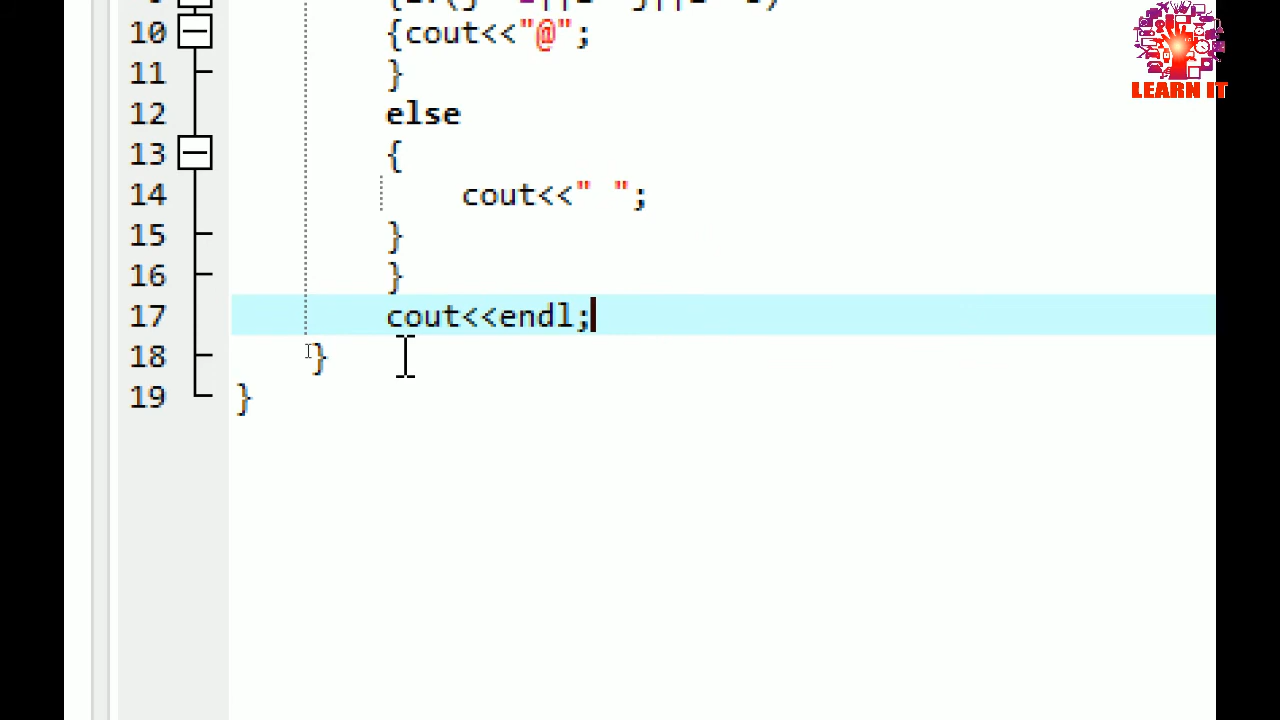 10 {cout<<"@";
11 }
12 else
13 {
14 cout<<" ";
15 }
16 }
17 cout<<endl;
18 }
19 }
LEARN IT